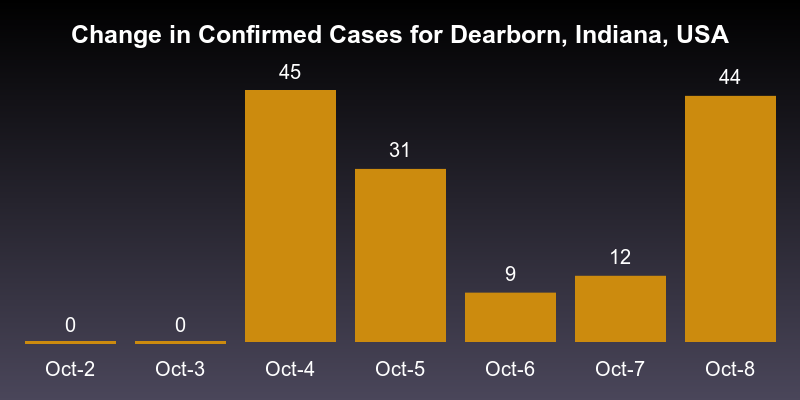 Change in Confirmed Cases for Dearborn, Indiana, USA
0 0 45 31 9 12 44
Oct-2 Oct-3 Oct-4 Oct-5 Oct-6 Oct-7 Oct-8